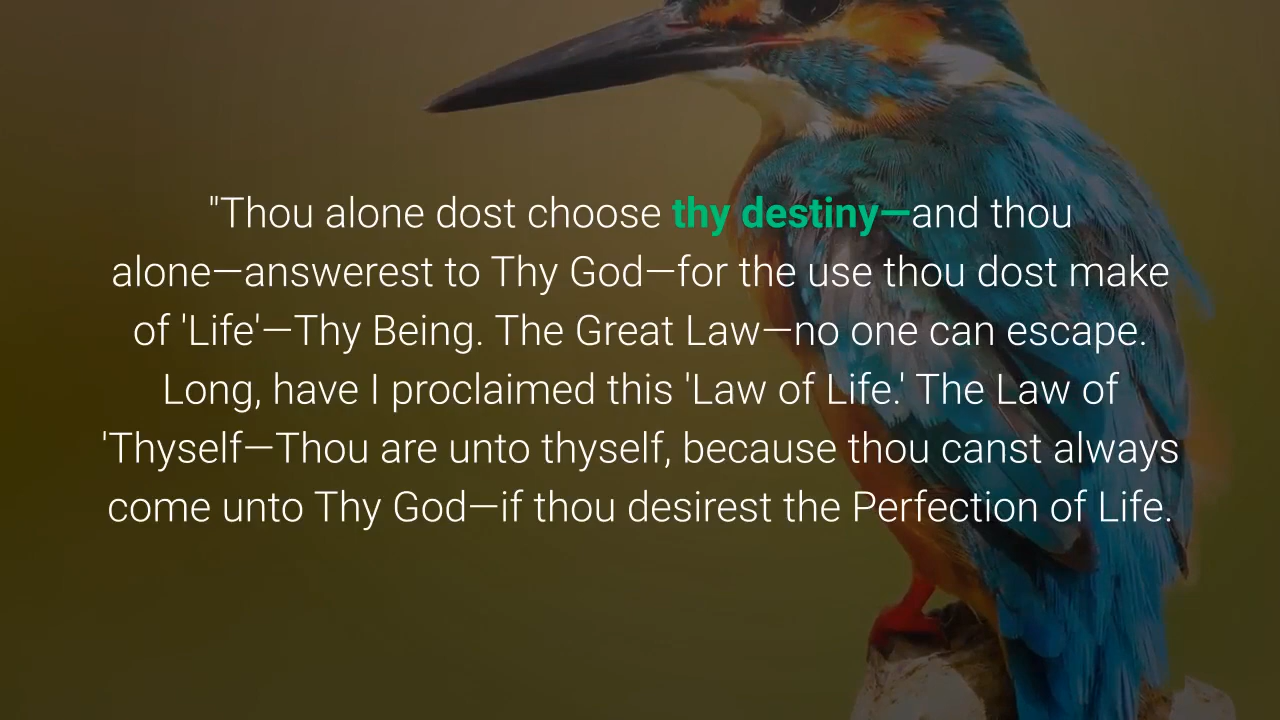 "Thou alone dost choose thy destiny—and thou
alone—answerest to Thy God—for the use thou dost make
of 'Life'—Thy Being. The Great Law—no one can escape.
Long, have I proclaimed this 'Law of Life.' The Law of
'Thyself—Thou are unto thyself, because thou canst always
come unto Thy God—if thou desirest the Perfection of Life.